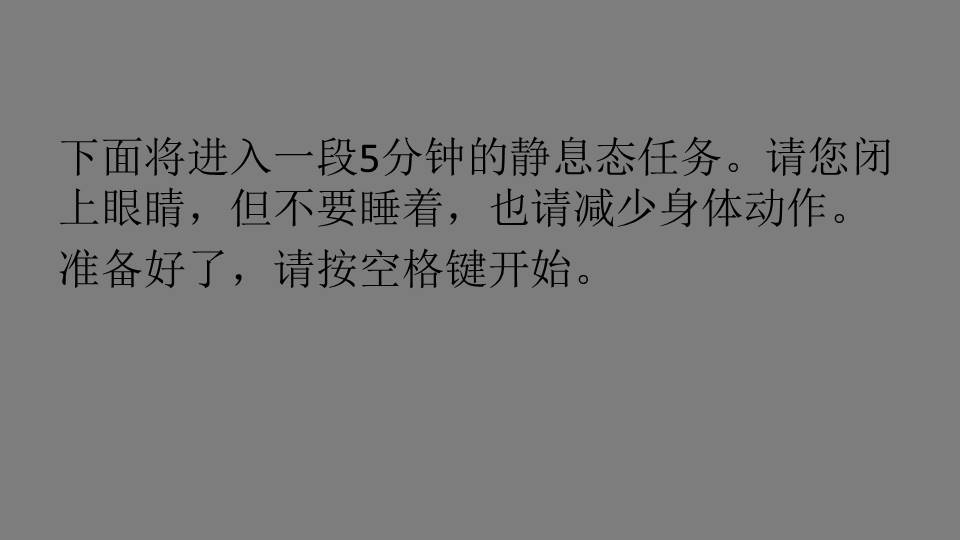 下面将进入一段5分钟的静息态任务。请您闭
上眼睛，但不要睡着，也请减少身体动作。
准备好了，请按空格键开始。